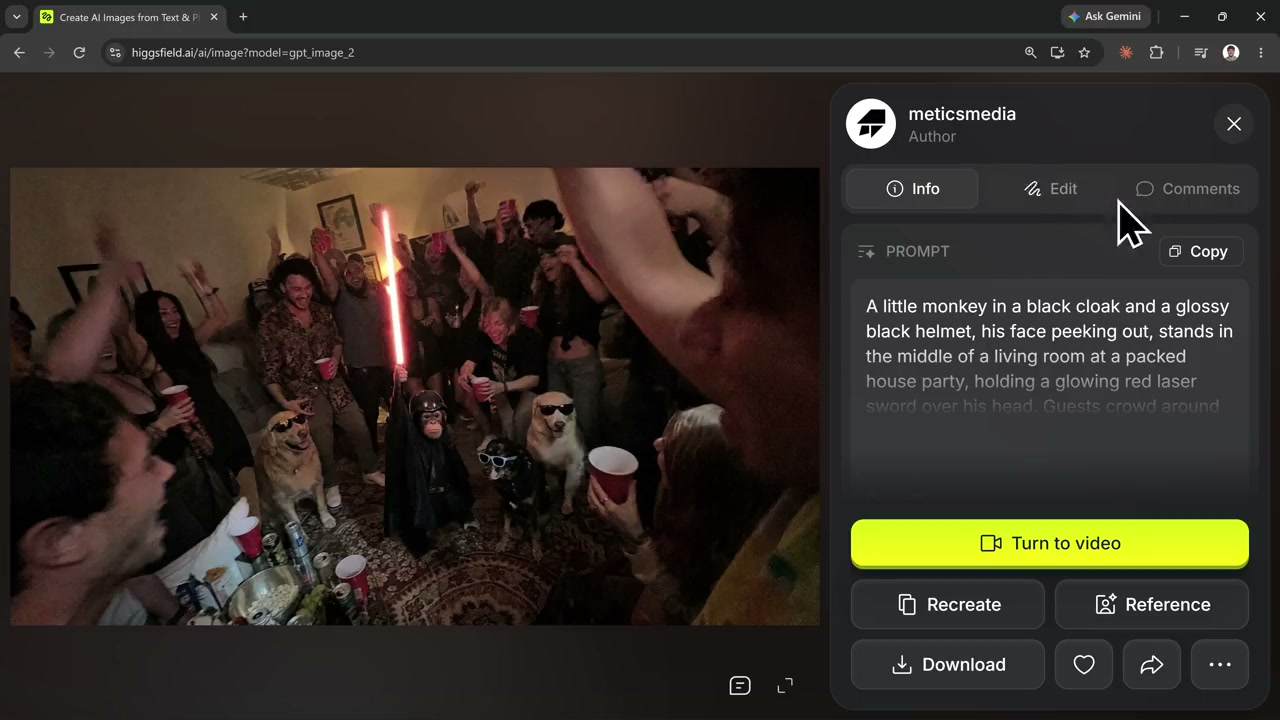 Create AI Images from Text & P
Ask Gemini
higgsfield.ai/ai/image?model=gpt_image_2
meticsmedia
Author
Info
Edit
Comments
PROMPT
Copy
A little monkey in a black cloak and a glossy
black helmet, his face peeking out, stands in
the middle of a living room at a packed
house party, holding a glowing red laser
sword over his head. Guests crowd around
Turn to video
Recreate
Reference
Download